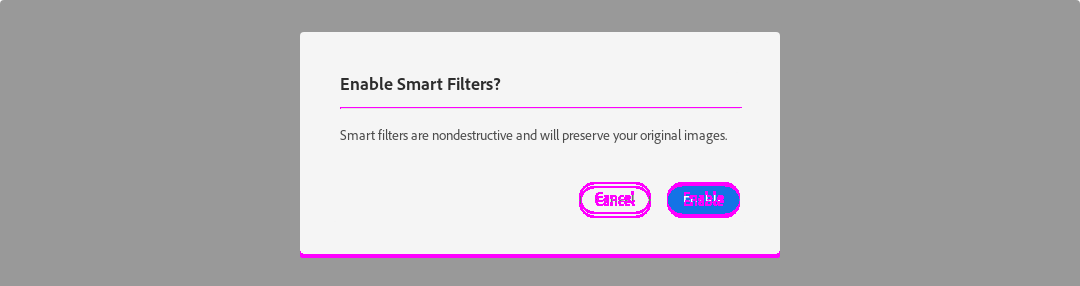 Enable Smart Filters?
Smart filters are nondestructive and will preserve your original images.
Cancel
Enable